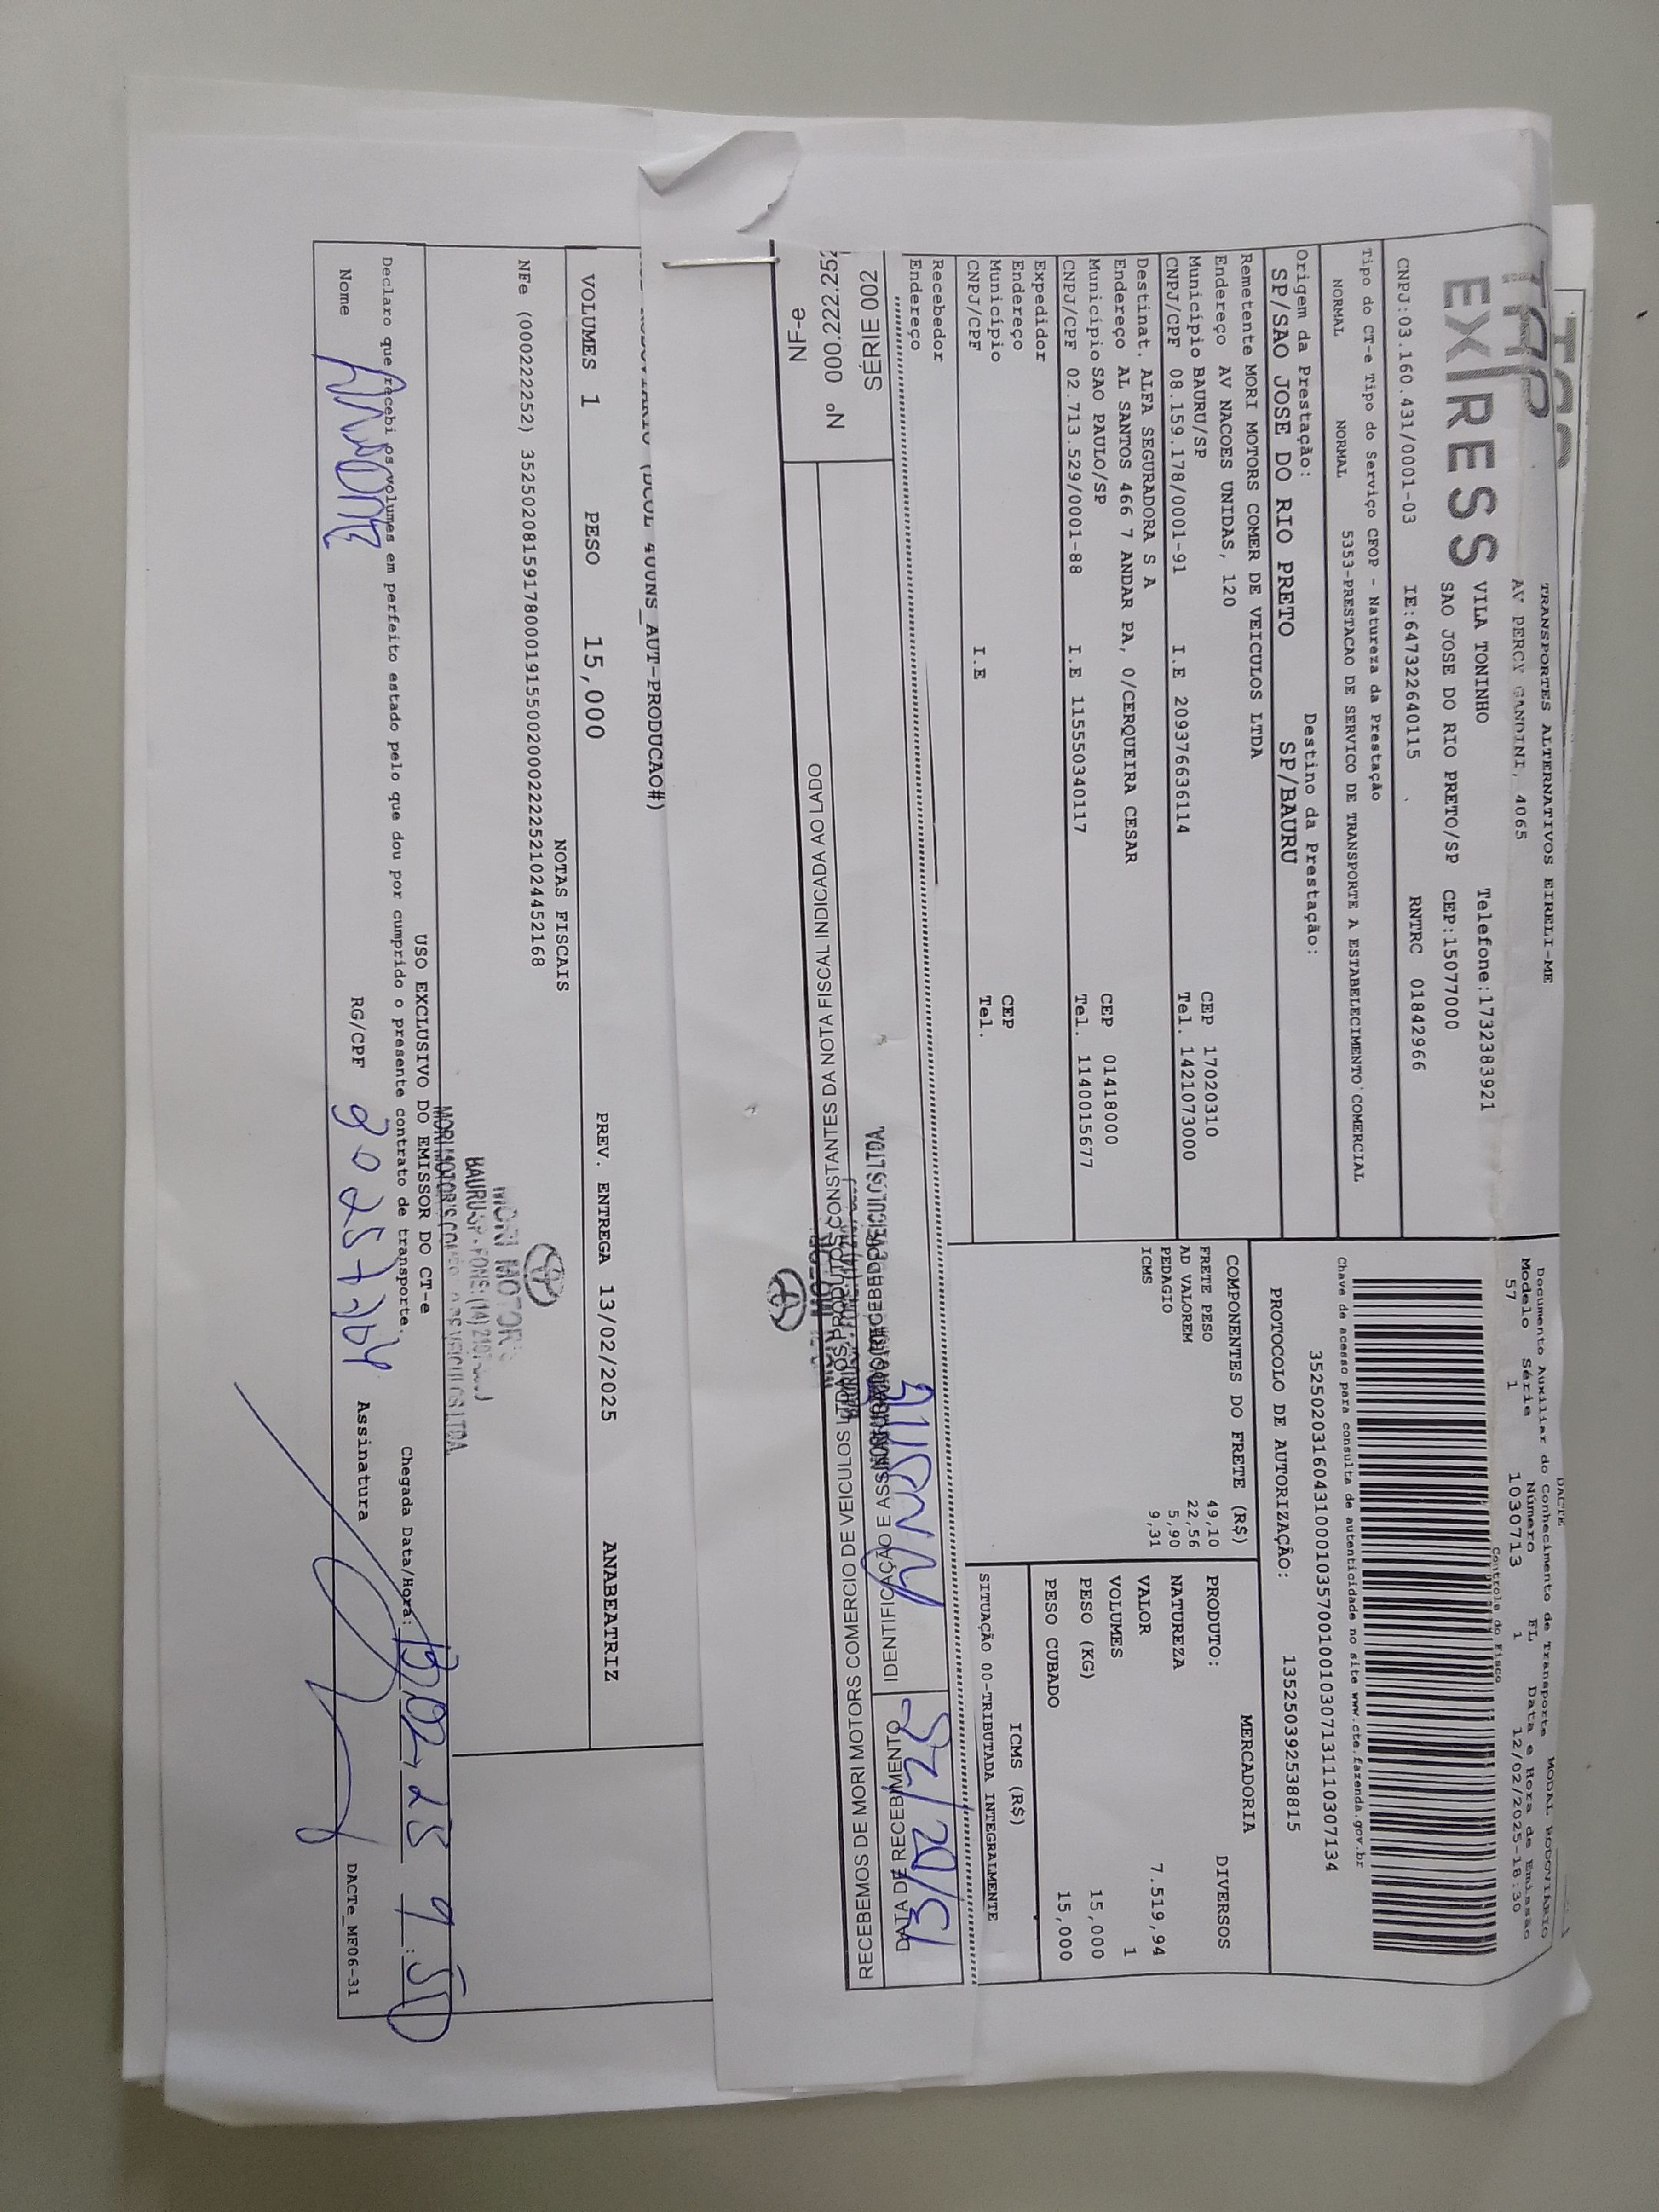 TAP
EXPRESS
TRANSPORTES ALTERNATIVOS EIRELI-ME
AV PERCY GANDINI, 4065
VILA TONINHO Telefone:1732383921
SAO JOSE DO RIO PRETO/SP CEP:15077000
CNPJ:03.160.431/0001-03 IE:647322640115 RNTRC 01842966
DACTE
Documento Auxiliar do Conhecimento de Transporte MODAL RODOVIARIO
Modelo Série Número FL Data e Hora de Emissão
57 1 1030713 1 12/02/2025-18:30
Controle do Fisco
Chave de acesso para consulta de autenticidade no site www.cte.fazenda.gov.br
35250203160431000103570010010307131110307134
PROTOCOLO DE AUTORIZAÇÃO: 135250392538815
Tipo do CT-e Tipo do Serviço CFOP - Natureza da Prestação
NORMAL NORMAL 5353-PRESTACAO DE SERVICO DE TRANSPORTE A ESTABELECIMENTO COMERCIAL
Origem da Prestação: Destino da Prestação:
SP/SAO JOSE DO RIO PRETO SP/BAURU
Remetente MORI MOTORS COMER DE VEICULOS LTDA
Endereço AV NACOES UNIDAS, 120 CEP 17020310
Municipio BAURU/SP Tel. 1421073000
CNPJ/CPF 08.159.178/0001-91 I.E 209376636114
Destinat. ALFA SEGURADORA S A
Endereço AL SANTOS 466 7 ANDAR PA, 0/CERQUEIRA CESAR
Municipio SAO PAULO/SP CEP 01418000
CNPJ/CPF 02.713.529/0001-88 I.E 115550340117 Tel. 1140015677
Expedidor
Endereço
Municipio CEP
CNPJ/CPF I.E Tel.
Recebedor
Endereço
COMPONENTES DO FRETE (R$)
FRETE PESO 49,10
AD VALOREM 22,56
PEDAGIO 5,90
ICMS 9,31
MERCADORIA
PRODUTO: DIVERSOS
NATUREZA
VALOR 7.519,94
VOLUMES 1
PESO (KG) 15,000
PESO CUBADO 15,000
ICMS (R$)
SITUAÇÃO 00-TRIBUTADA INTEGRALMENTE
RECEBEMOS DE MORI MOTORS COMERCIO DE VEICULOS LTDA OS PRODUTOS CONSTANTES DA NOTA FISCAL INDICADA AO LADO
DATA DE RECEBIMENTO
IDENTIFICAÇÃO E ASSINATURA DO RECEBEDOR
NF-e
Nº 000.222.252
SÉRIE 002
AUT-PRODUCAO#)
VOLUMES 1 PESO 15,000 PREV. ENTREGA 13/02/2025 ANABEATRIZ
NOTAS FISCAIS
NFe (000222252) 35250208159178000191550020002222521024452168
MORI MOTORS
BAURU-SP - FONE: (14)
USO EXCLUSIVO DO EMISSOR DO CT-e
Declaro que recebi os volumes em perfeito estado pelo que dou por cumprido o presente contrato de transporte. Chegada Data/Hora: 13/02/25 9:50
Nome RG/CPF Assinatura
DACTe_MF06-31